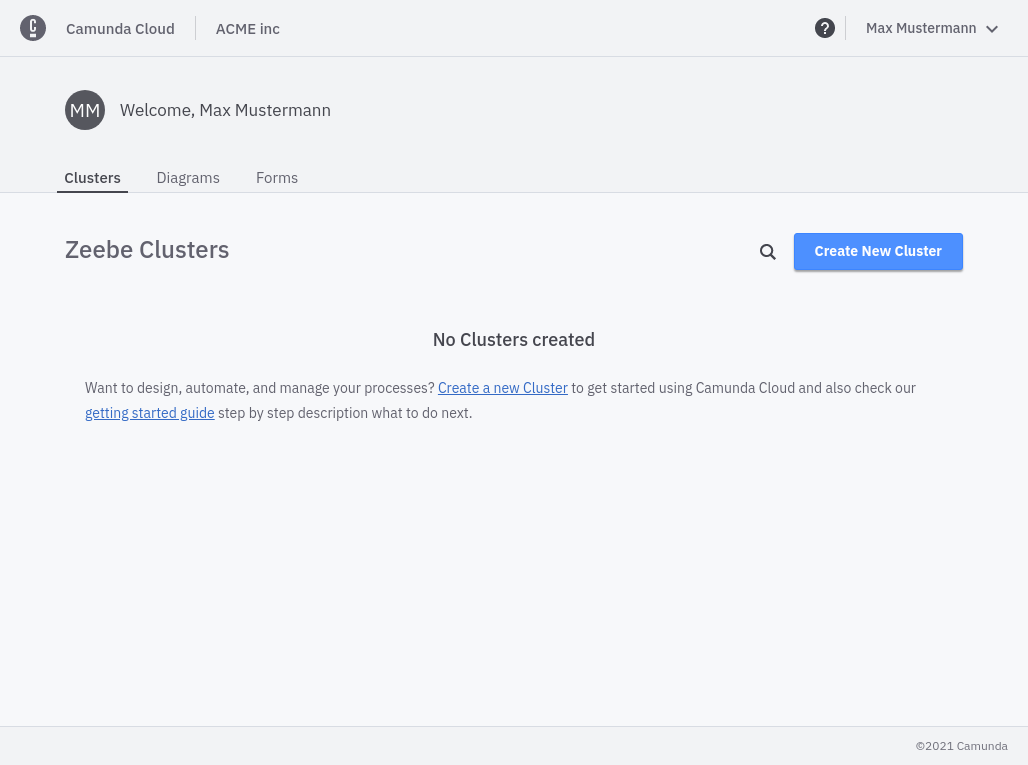 Camunda Cloud
ACME inc
?
Max Mustermann
MM
Welcome, Max Mustermann
Clusters
Diagrams
Forms
Zeebe Clusters
Create New Cluster
No Clusters created
Want to design, automate, and manage your processes? Create a new Cluster to get started using Camunda Cloud and also check our
getting started guide step by step description what to do next.
©2021 Camunda